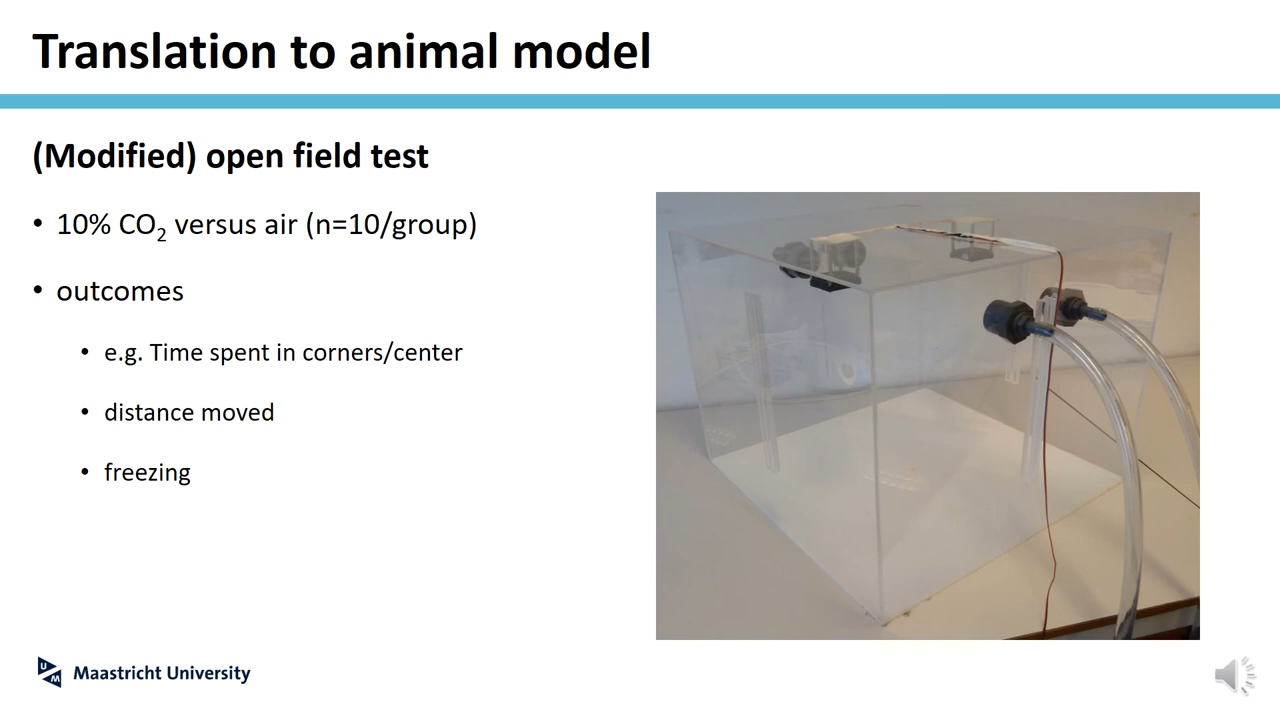 Translation to animal model
(Modified) open field test
• 10% CO₂ versus air (n=10/group)
• outcomes
• e.g. Time spent in corners/center
• distance moved
• freezing
UM Maastricht University